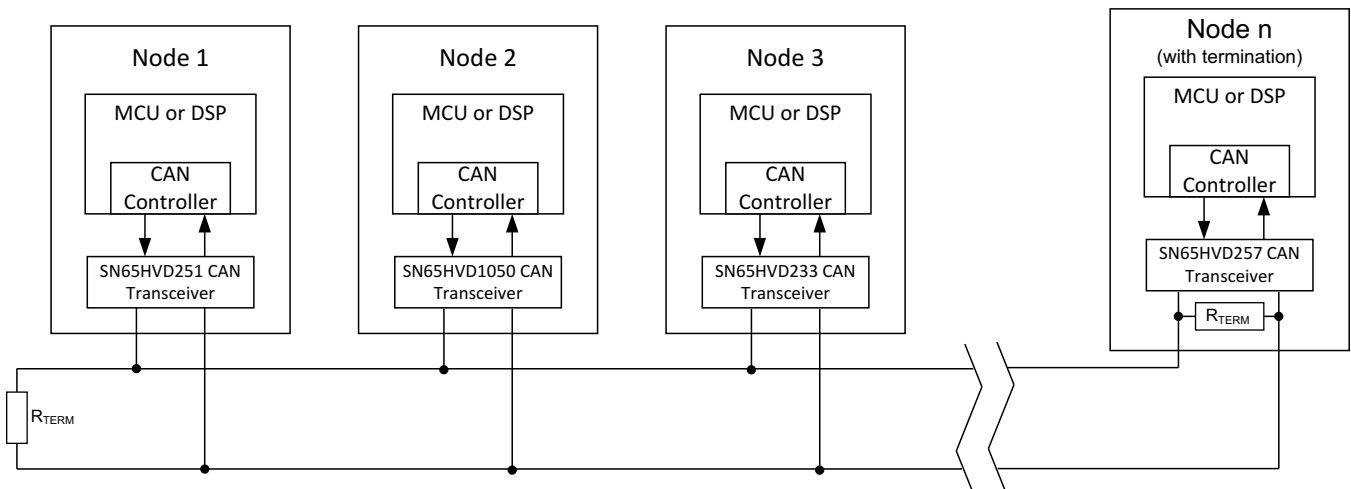 Node 1
MCU or DSP
CAN
Controller
SN65HVD251 CAN
Transceiver
Node 2
MCU or DSP
CAN
Controller
SN65HVD1050 CAN
Transceiver
Node 3
MCU or DSP
CAN
Controller
SN65HVD233 CAN
Transceiver
Node n
(with termination)
MCU or DSP
CAN
Controller
SN65HVD257 CAN
Transceiver
RTERM
RTERM